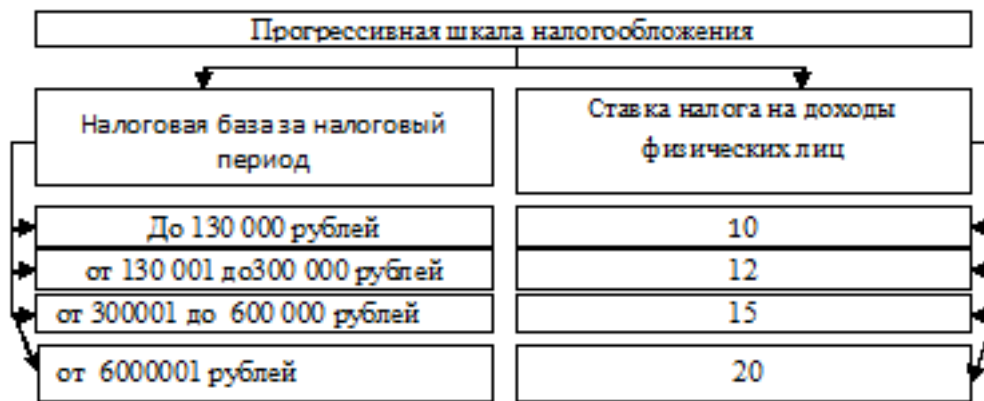 Прогрессивная шкала налогообложения
Налоговая база за налоговый
период
Ставка налога на доходы
физических лиц
До 130 000 рублей
10
от 130 001 до300 000 рублей
12
от 300001 до 600 000 рублей
15
от 6000001 рублей
20